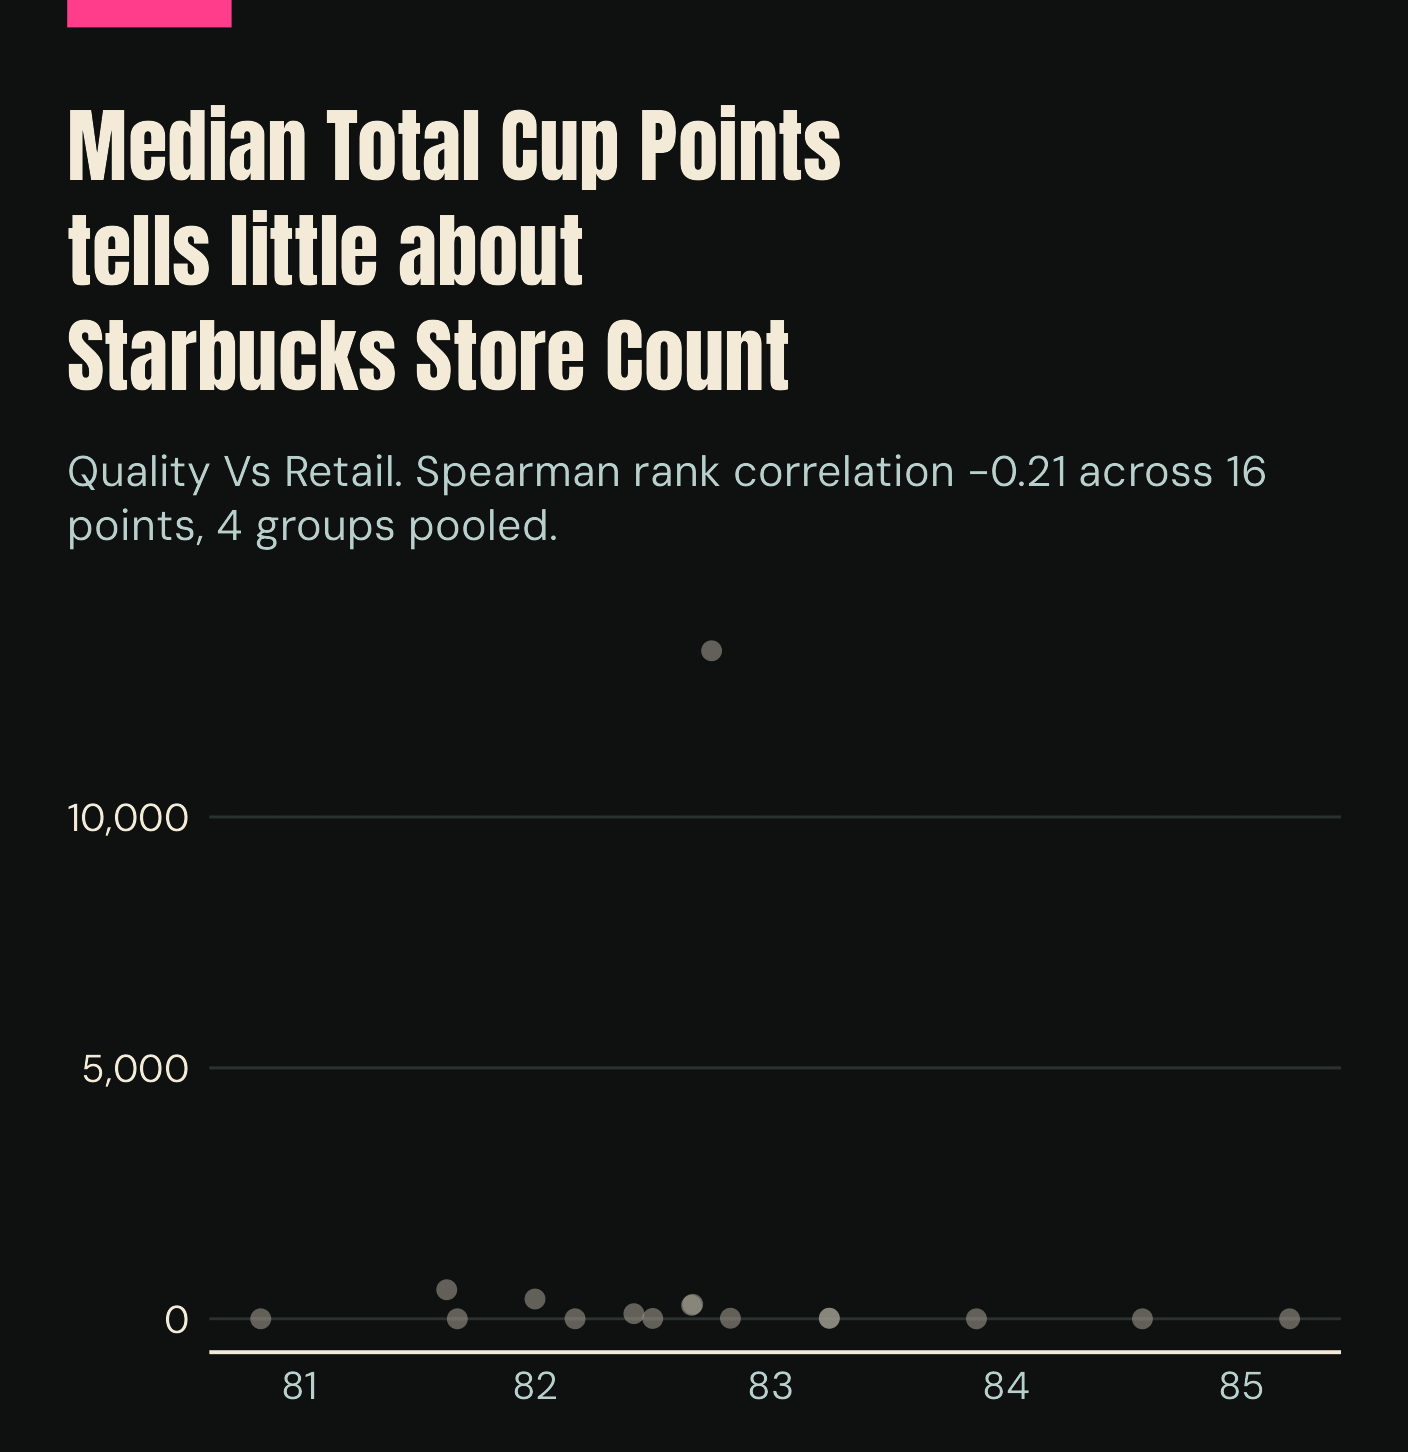 Median Total Cup Points
tells little about
Starbucks Store Count
Quality Vs Retail. Spearman rank correlation −0.21 across 16
points, 4 groups pooled.
10,000
5,000
0
81 82 83 84 85